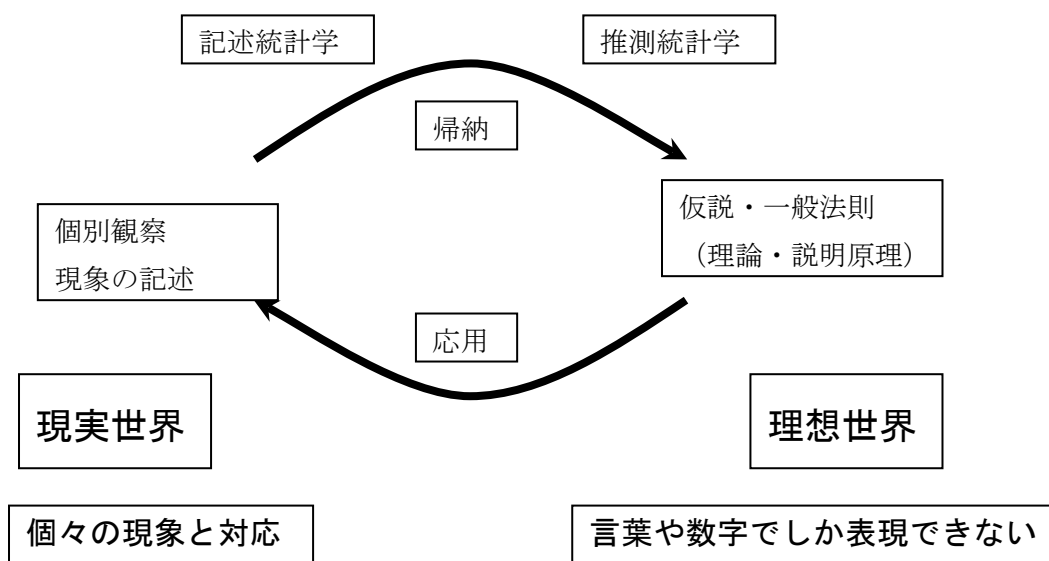 記述統計学
推測統計学
帰納
仮説・一般法則
（理論・説明原理）
個別観察
現象の記述
応用
現実世界
理想世界
個々の現象と対応
言葉や数字でしか表現できない